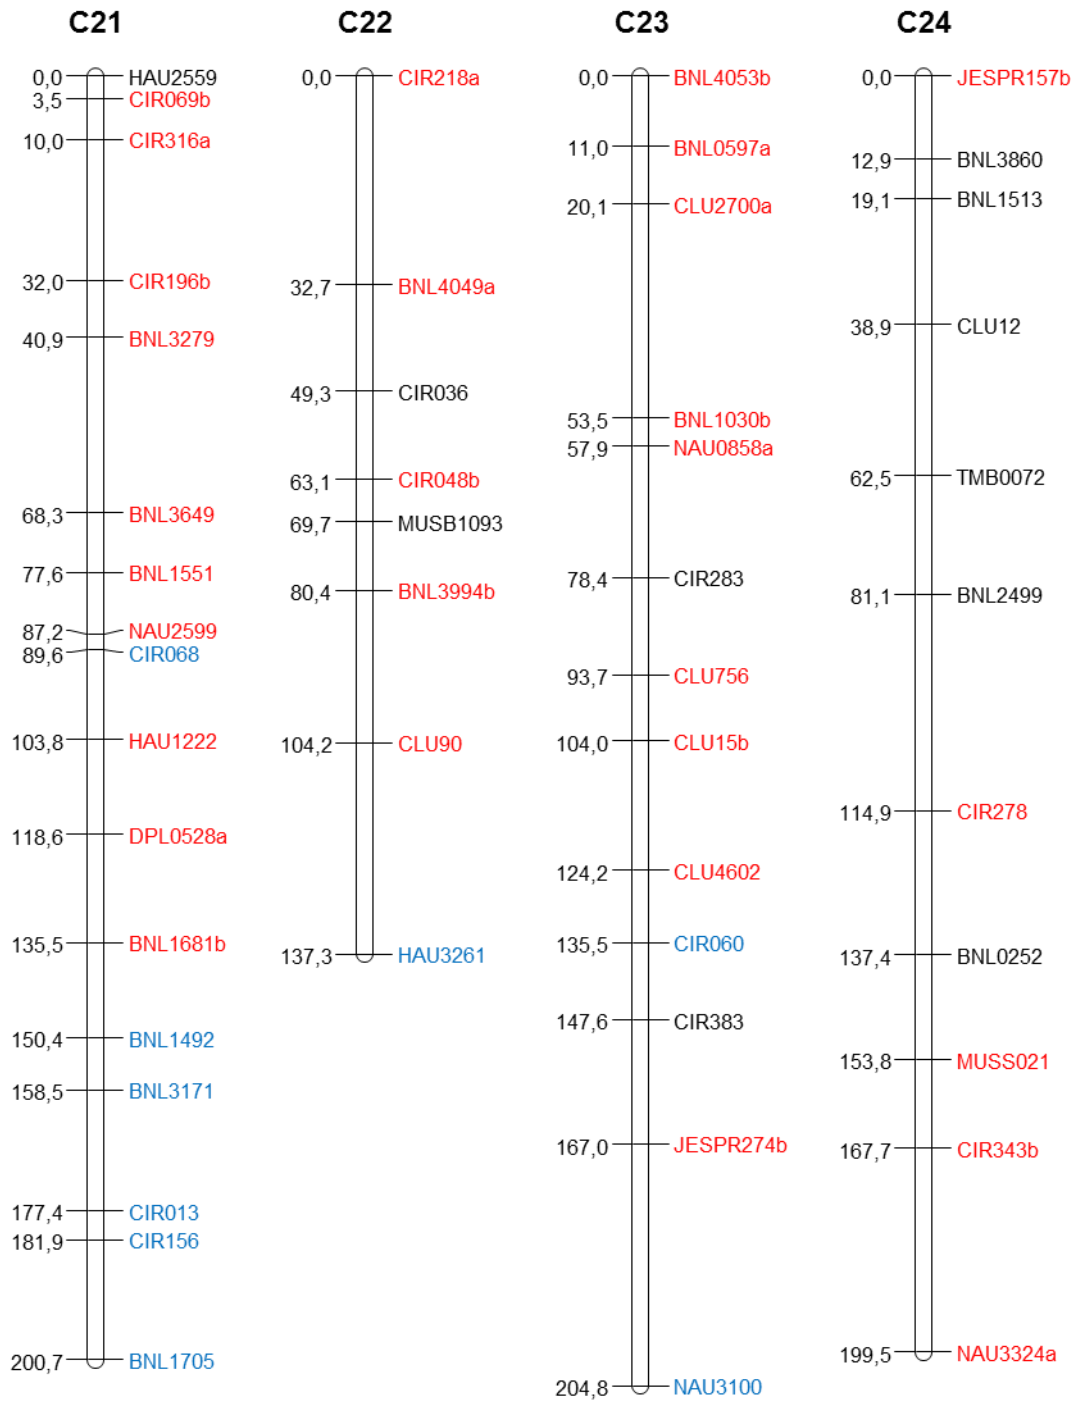 C21
0,0 HAU2559
3,5 CIR069b
10,0 CIR316a
32,0 CIR196b
40,9 BNL3279
68,3 BNL3649
77,6 BNL1551
87,2 NAU2599
89,6 CIR068
103,8 HAU1222
118,6 DPL0528a
135,5 BNL1681b
150,4 BNL1492
158,5 BNL3171
177,4 CIR013
181,9 CIR156
200,7 BNL1705
C22
0,0 CIR218a
32,7 BNL4049a
49,3 CIR036
63,1 CIR048b
69,7 MUSB1093
80,4 BNL3994b
104,2 CLU90
137,3 HAU3261
C23
0,0 BNL4053b
11,0 BNL0597a
20,1 CLU2700a
53,5 BNL1030b
57,9 NAU0858a
78,4 CIR283
93,7 CLU756
104,0 CLU15b
124,2 CLU4602
135,5 CIR060
147,6 CIR383
167,0 JESPR274b
204,8 NAU3100
C24
0,0 JESPR157b
12,9 BNL3860
19,1 BNL1513
38,9 CLU12
62,5 TMB0072
81,1 BNL2499
114,9 CIR278
137,4 BNL0252
153,8 MUSS021
167,7 CIR343b
199,5 NAU3324a